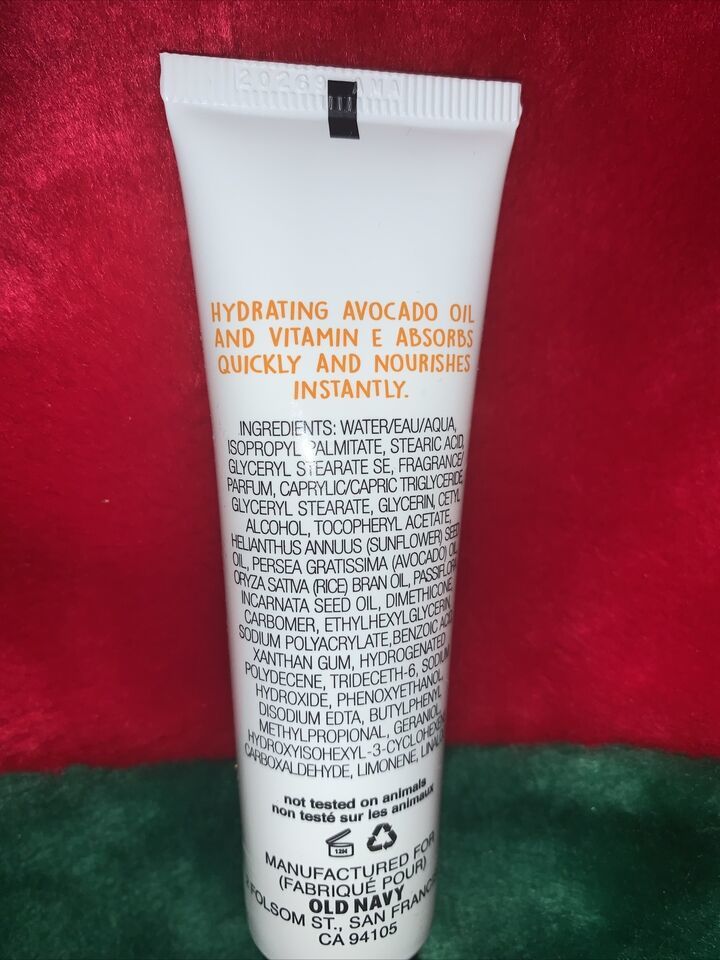 HYDRATING AVOCADO OIL
AND VITAMIN E ABSORBS
QUICKLY AND NOURISHES
INSTANTLY.
INGREDIENTS: WATER/EAU/AQUA,
ISOPROPYL PALMITATE, STEARIC ACID,
GLYCERYL STEARATE SE, FRAGRANCE/
PARFUM, CAPRYLIC/CAPRIC TRIGLYCERIDE,
GLYCERYL STEARATE, GLYCERIN, CETYL
ALCOHOL, TOCOPHERYL ACETATE,
HELIANTHUS ANNUUS (SUNFLOWER) SEED
OIL, PERSEA GRATISSIMA (AVOCADO) OIL,
ORYZA SATIVA (RICE) BRAN OIL, PASSIFLORA
INCARNATA SEED OIL, DIMETHICONE,
CARBOMER, ETHYLHEXYLGLYCERIN,
SODIUM POLYACRYLATE, BENZOIC ACID,
XANTHAN GUM, HYDROGENATED
POLYDECENE, TRIDECETH-6, SODIUM
HYDROXIDE, PHENOXYETHANOL,
DISODIUM EDTA, BUTYLPHENYL
METHYLPROPIONAL, GERANIOL,
HYDROXYISOHEXYL-3-CYCLOHEXENE
CARBOXALDEHYDE, LIMONENE,
not tested on animals
non testé sur les animaux
12M
MANUFACTURED FOR
(FABRIQUÉ POUR)
OLD NAVY
FOLSOM ST., SAN
CA 94105